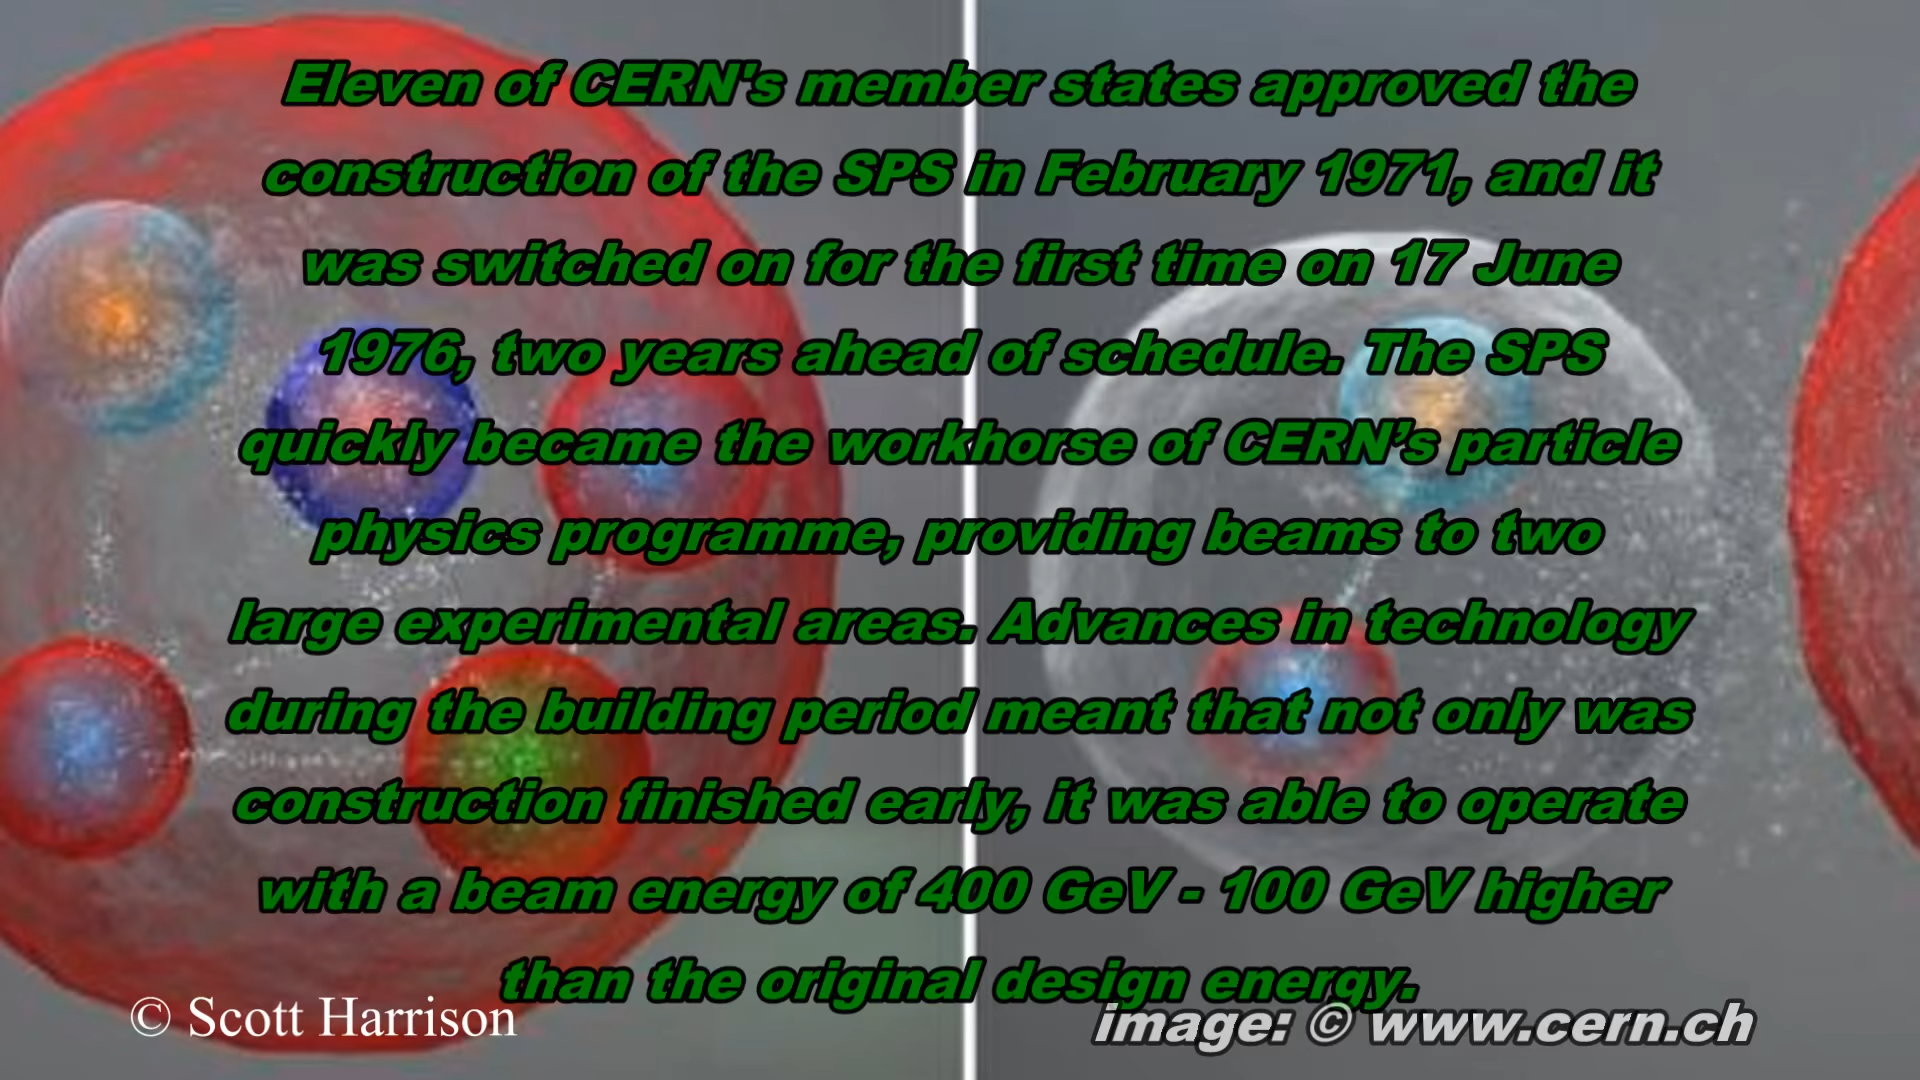 Eleven of CERN's member states approved the
construction of the SPS in February 1971, and it
was switched on for the first time on 17 June
1976, two years ahead of schedule. The SPS
quickly became the workhorse of CERN’s particle
physics programme, providing beams to two
large experimental areas. Advances in technology
during the building period meant that not only was
construction finished early, it was able to operate
with a beam energy of 400 GeV - 100 GeV higher
than the original design energy.
© Scott Harrison
image: © www.cern.ch